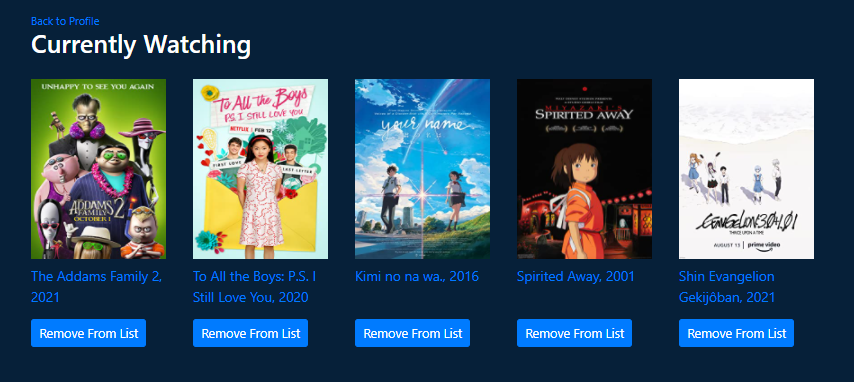 Back to Profile
Currently Watching
UNHAPPY TO SEE YOU AGAIN
THE
ADDAMS
FAMILY 2
OCTOBER 1
To All the Boys
P.S. I STILL LOVE YOU
NETFLIX | FEB 12
FIRST LOVE
LAST LETTER
your name.
MIYAZAKI'S
SPIRITED AWAY
EVANGELION:3.0+1.01
THRICE UPON A TIME
AUGUST 13 | prime video
The Addams Family 2,
2021
To All the Boys: P.S. I
Still Love You, 2020
Kimi no na wa., 2016
Spirited Away, 2001
Shin Evangelion
Gekijôban, 2021
Remove From List
Remove From List
Remove From List
Remove From List
Remove From List